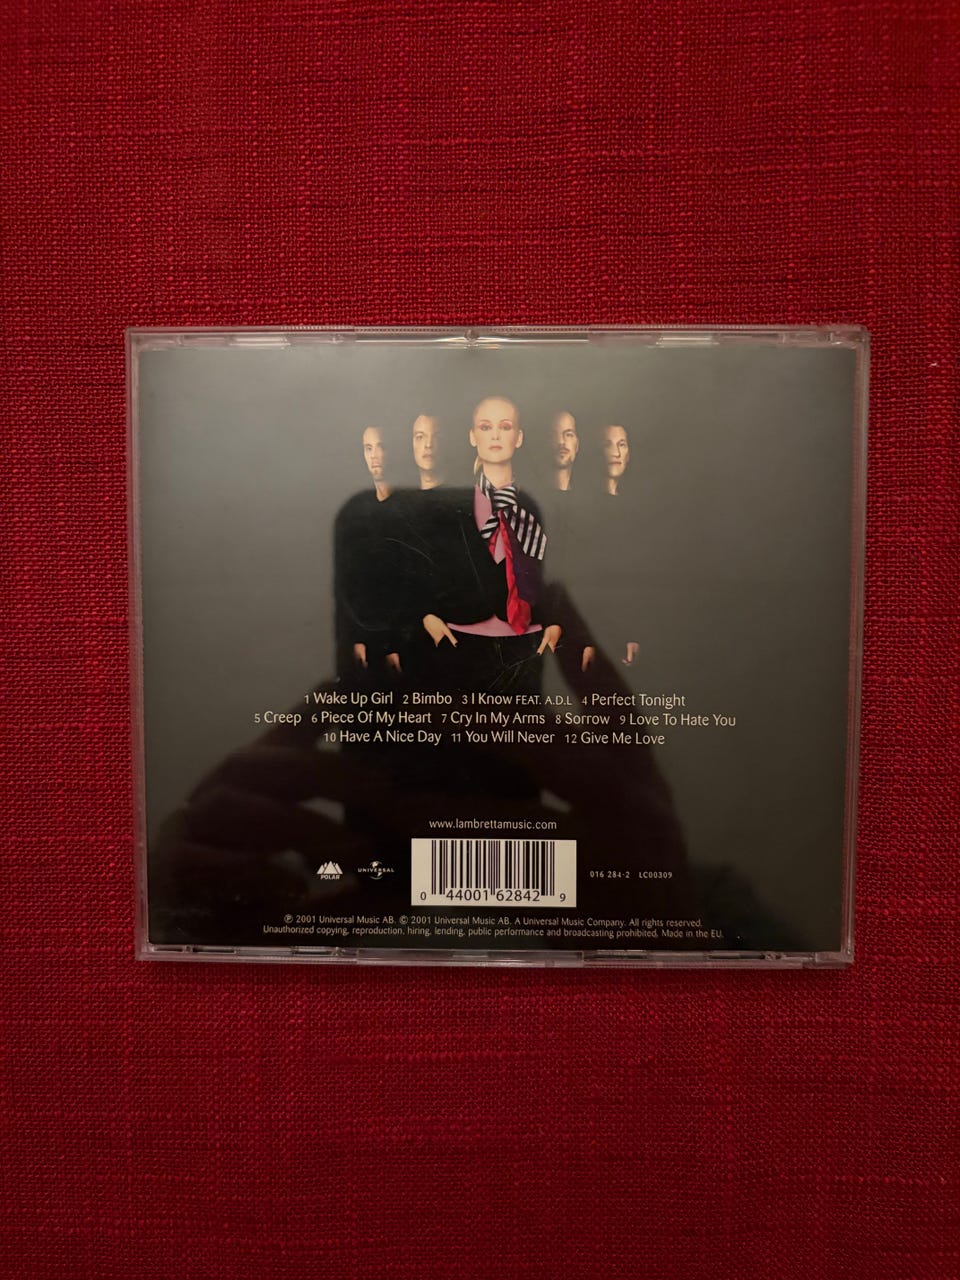 1 Wake Up Girl 2 Bimbo 3 I Know FEAT. A.D.L 4 Perfect Tonight
5 Creep 6 Piece Of My Heart 7 Cry In My Arms 8 Sorrow 9 Love To Hate You
10 Have A Nice Day 11 You Will Never 12 Give Me Love
www.lambrettamusic.com
POLAR UNIVERSAL 016 284-2 LC00309
0 44001 62842 9
℗ 2001 Universal Music AB. © 2001 Universal Music AB. A Universal Music Company. All rights reserved.
Unauthorized copying, reproduction, hiring, lending, public performance and broadcasting prohibited. Made in the EU.